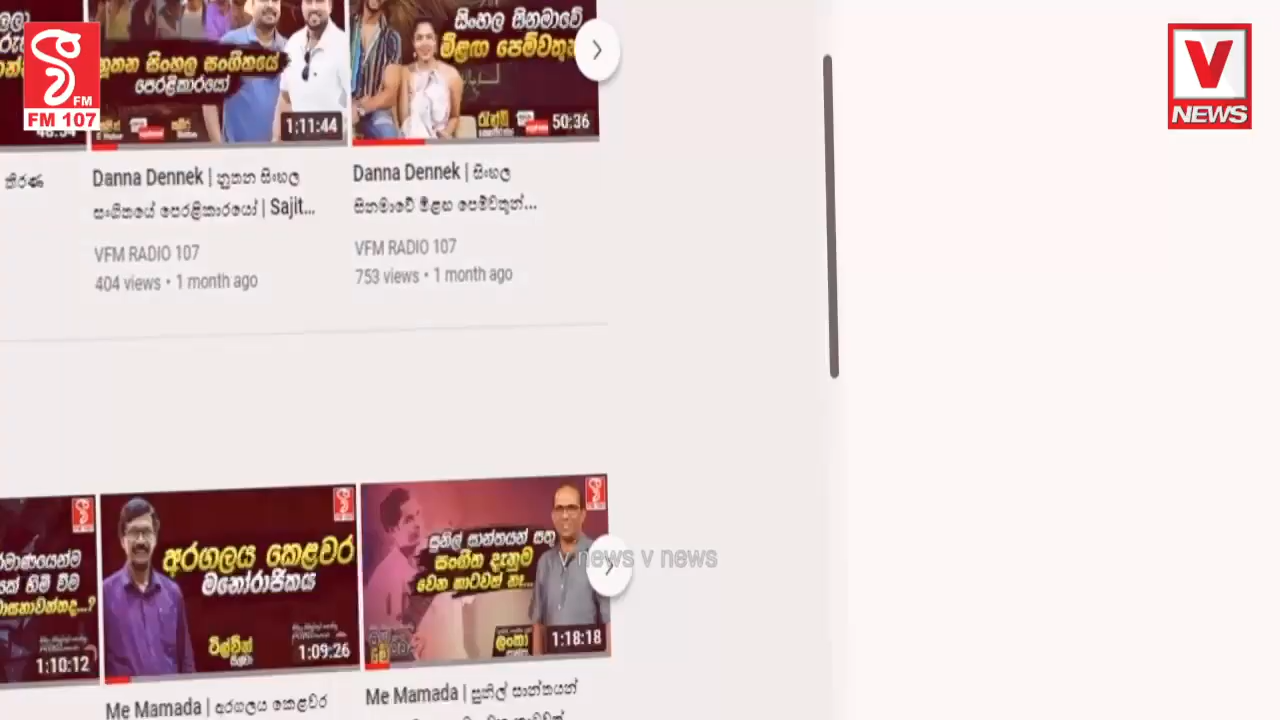 FM
FM 107
V
NEWS
සිංහල සිනමාවේ
මිළඟ පෙම්වතුන්
නූතන සිංහල සංගීතයේ
පෙරළිකාරයෝ
1:11:44
50:36
කිරණ
Danna Dennek | නූතන සිංහල
සංගීතයේ පෙරළිකාරයෝ | Sajit...
VFM RADIO 107
404 views • 1 month ago
Danna Dennek | සිංහල
සිනමාවේ මීළඟ පෙම්වතුන්...
VFM RADIO 107
753 views • 1 month ago
1:10:12
අරගලය කෙළවර
මනෝරාජිකය
ටිල්වින්
සිල්වා
1:09:26
සුනිල් සාන්තයන් සතු
සංගීත දැනුම
වෙන කාටවත් නෑ...
ලංකා
1:18:18
v news v news
Me Mamada | අරගලය කෙළවර
Me Mamada | සුනිල් සාන්තයන්